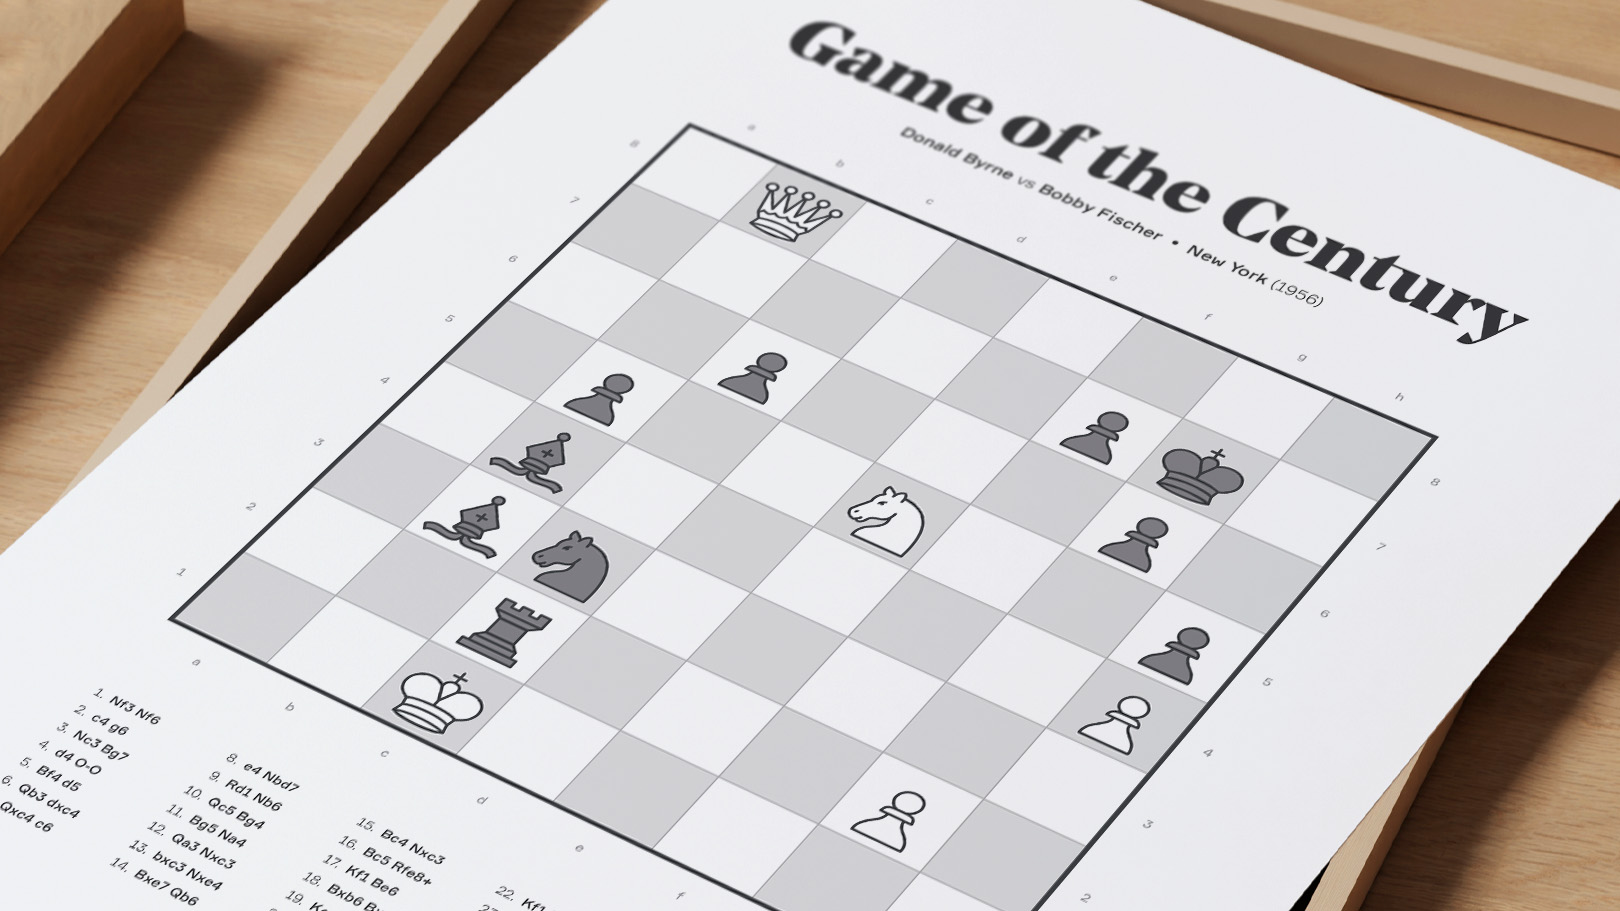 Game of the Century
Donald Byrne vs Bobby Fischer • New York (1956)
a b c d e f g h
8 8
7 7
6 6
5 5
4 4
3 3
2 2
1
a b c d e f
1. Nf3 Nf6
2. c4 g6
3. Nc3 Bg7
4. d4 O-O
5. Bf4 d5
6. Qb3 dxc4
Qxc4 c6
8. e4 Nbd7
9. Rd1 Nb6
10. Qc5 Bg4
11. Bg5 Na4
12. Qa3 Nxc3
13. bxc3 Nxe4
14. Bxe7 Qb6
15. Bc4 Nxc3
16. Bc5 Rfe8+
17. Kf1 Be6
18. Bxb6
19.
22. Kf1